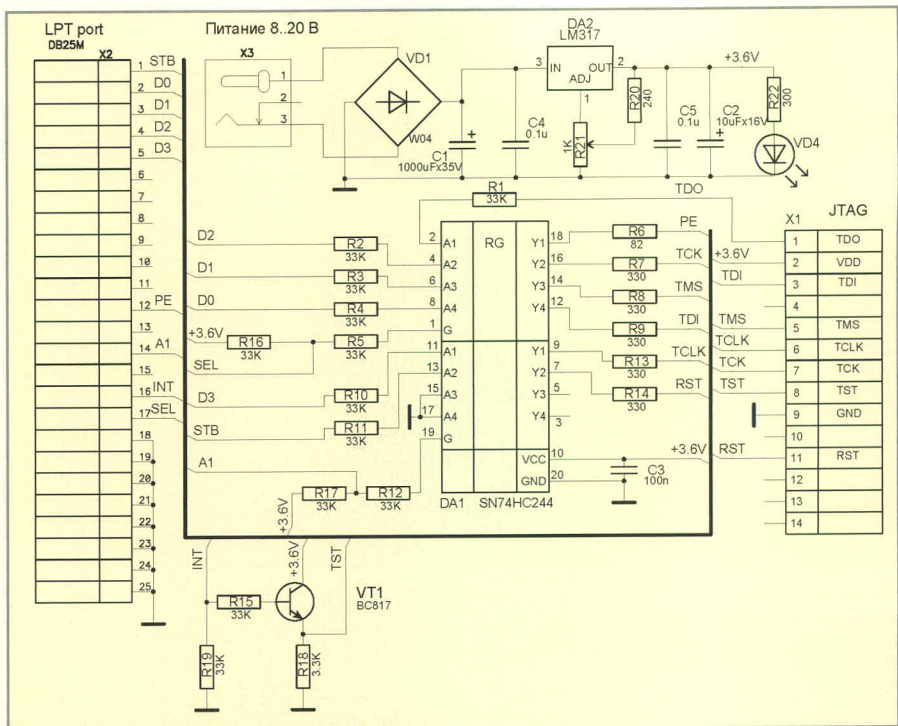 LPT port
DB25M
X2
1 STB
2 D0
3 D1
4 D2
5 D3
6
7
8
9
10
11
12 PE
13
14 A1
15
16 INT
17 SEL
18
19
20
21
22
23
24
25
Питание 8..20 В
X3
1
2
3
VD1
W04
C1
1000uFx35V
C4
0.1u
DA2
LM317
3 IN OUT 2
ADJ
1
1K
R21
R20
240
C5
0.1u
C2
10uFx16V
+3.6V
R22
300
VD4
R1
33K
TDO
D2
R2
33K
D1
R3
33K
D0
R4
33K
+3.6V
R16
33K
R5
33K
SEL
D3
R10
33K
STB
R11
33K
A1
R17
33K
R12
33K
+3.6V
RG
2 A1 Y1 18
4 A2 Y2 16
6 A3 Y3 14
8 A4 Y4 12
1 G
11 A1 Y1 9
13 A2 Y2 7
15 A3 Y3 5
17 A4 Y4 3
19 G
VCC 10
GND 20
DA1 SN74HC244
R6
82
PE
R7
330
TCK
R8
330
TMS
R9
330
TDI
R13
330
TCLK
R14
330
RST
+3.6V
C3
100n
X1 JTAG
1 TDO
+3.6V 2 VDD
TDI 3 TDI
4
TMS 5 TMS
TCLK 6 TCLK
TCK 7 TCK
TST 8 TST
9 GND
10
RST 11 RST
12
13
14
INT
+3.6V
TST
R15
33K
VT1
BC817
R19
33K
R18
3.3K